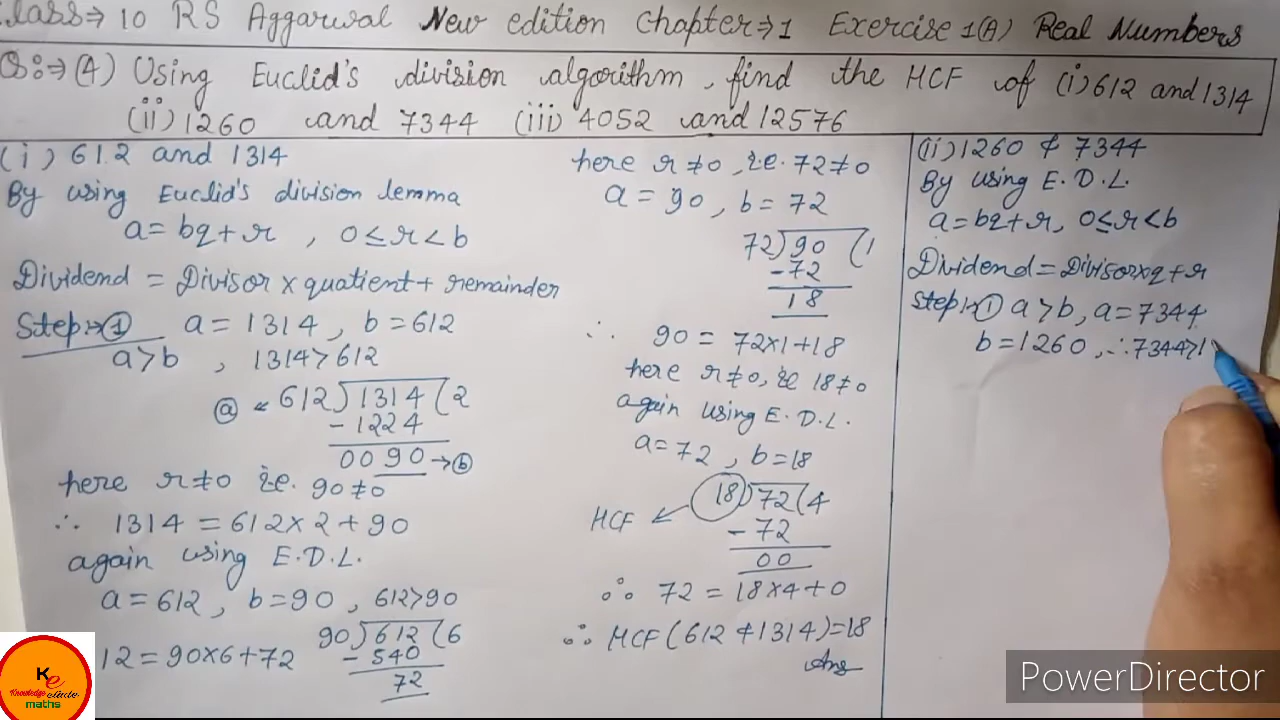 Class⇒10 RS Aggarwal New edition Chapter⇒1 Exercise 1(A) Real Numbers
Q:⇒(4) Using Euclid's division algorithm, find the HCF of (i) 612 and 1314
(ii) 1260 and 7344 (iii) 4052 and 12576
(i) 612 and 1314
By using Euclid's division lemma
a = bq + r , 0 ≤ r < b
Dividend = Divisor × quatient + remainder
Step:→① a = 1314 , b = 612
a > b , 1314 > 612
ⓐ ← 612) 1314 (2
- 1224
0090 → ⓑ
here r ≠ 0 i.e. 90 ≠ 0
∴ 1314 = 612 × 2 + 90
again using E.D.L.
a = 612 , b = 90 , 612 > 90
90) 612 (6
12 = 90×6+72
- 540
72
here r ≠ 0 , i.e. 72 ≠ 0
a = 90 , b = 72
72) 90 (1
-72
18
∴ 90 = 72×1+18
here r ≠ 0, ie 18 ≠ 0
again using E.D.L.
a = 72 , b = 18
18) 72 (4
HCF ←
- 72
00
∴ 72 = 18×4+0
∴ HCF (612 & 1314) = 18
Ans
(ii) 1260 & 7344
By using E.D.L.
a = bq + r, 0 ≤ r < b
Dividend = Divisor×q + r
Step:→① a > b, a = 7344
b = 1260 , ∴ 7344 > 1
Ke
Knowledge
maths
PowerDirector